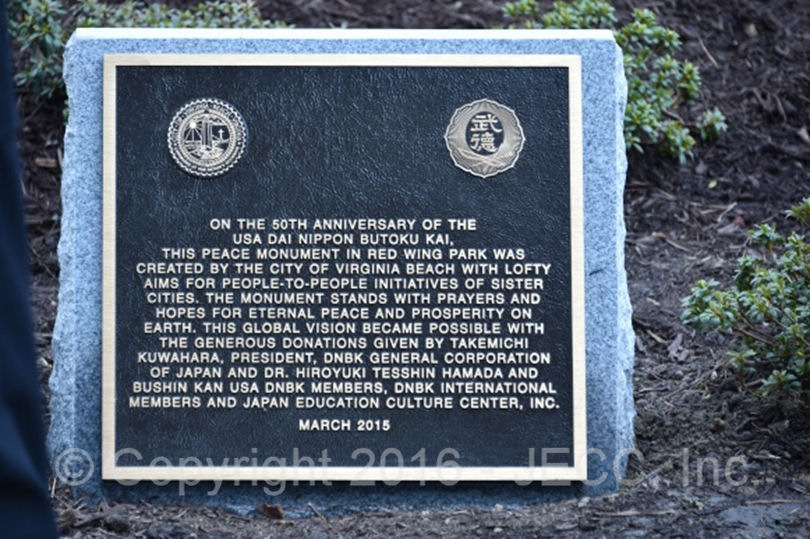 武
德
ON THE 50TH ANNIVERSARY OF THE
USA DAI NIPPON BUTOKU KAI,
THIS PEACE MONUMENT IN RED WING PARK WAS
CREATED BY THE CITY OF VIRGINIA BEACH WITH LOFTY
AIMS FOR PEOPLE-TO-PEOPLE INITIATIVES OF SISTER
CITIES. THE MONUMENT STANDS WITH PRAYERS AND
HOPES FOR ETERNAL PEACE AND PROSPERITY ON
EARTH. THIS GLOBAL VISION BECAME POSSIBLE WITH
THE GENEROUS DONATIONS GIVEN BY TAKEMICHI
KUWAHARA, PRESIDENT, DNBK GENERAL CORPORATION
OF JAPAN AND DR. HIROYUKI TESSHIN HAMADA AND
BUSHIN KAN USA DNBK MEMBERS, DNBK INTERNATIONAL
MEMBERS AND JAPAN EDUCATION CULTURE CENTER, INC.
MARCH 2015
© Copyright 2016 - JECC, Inc.